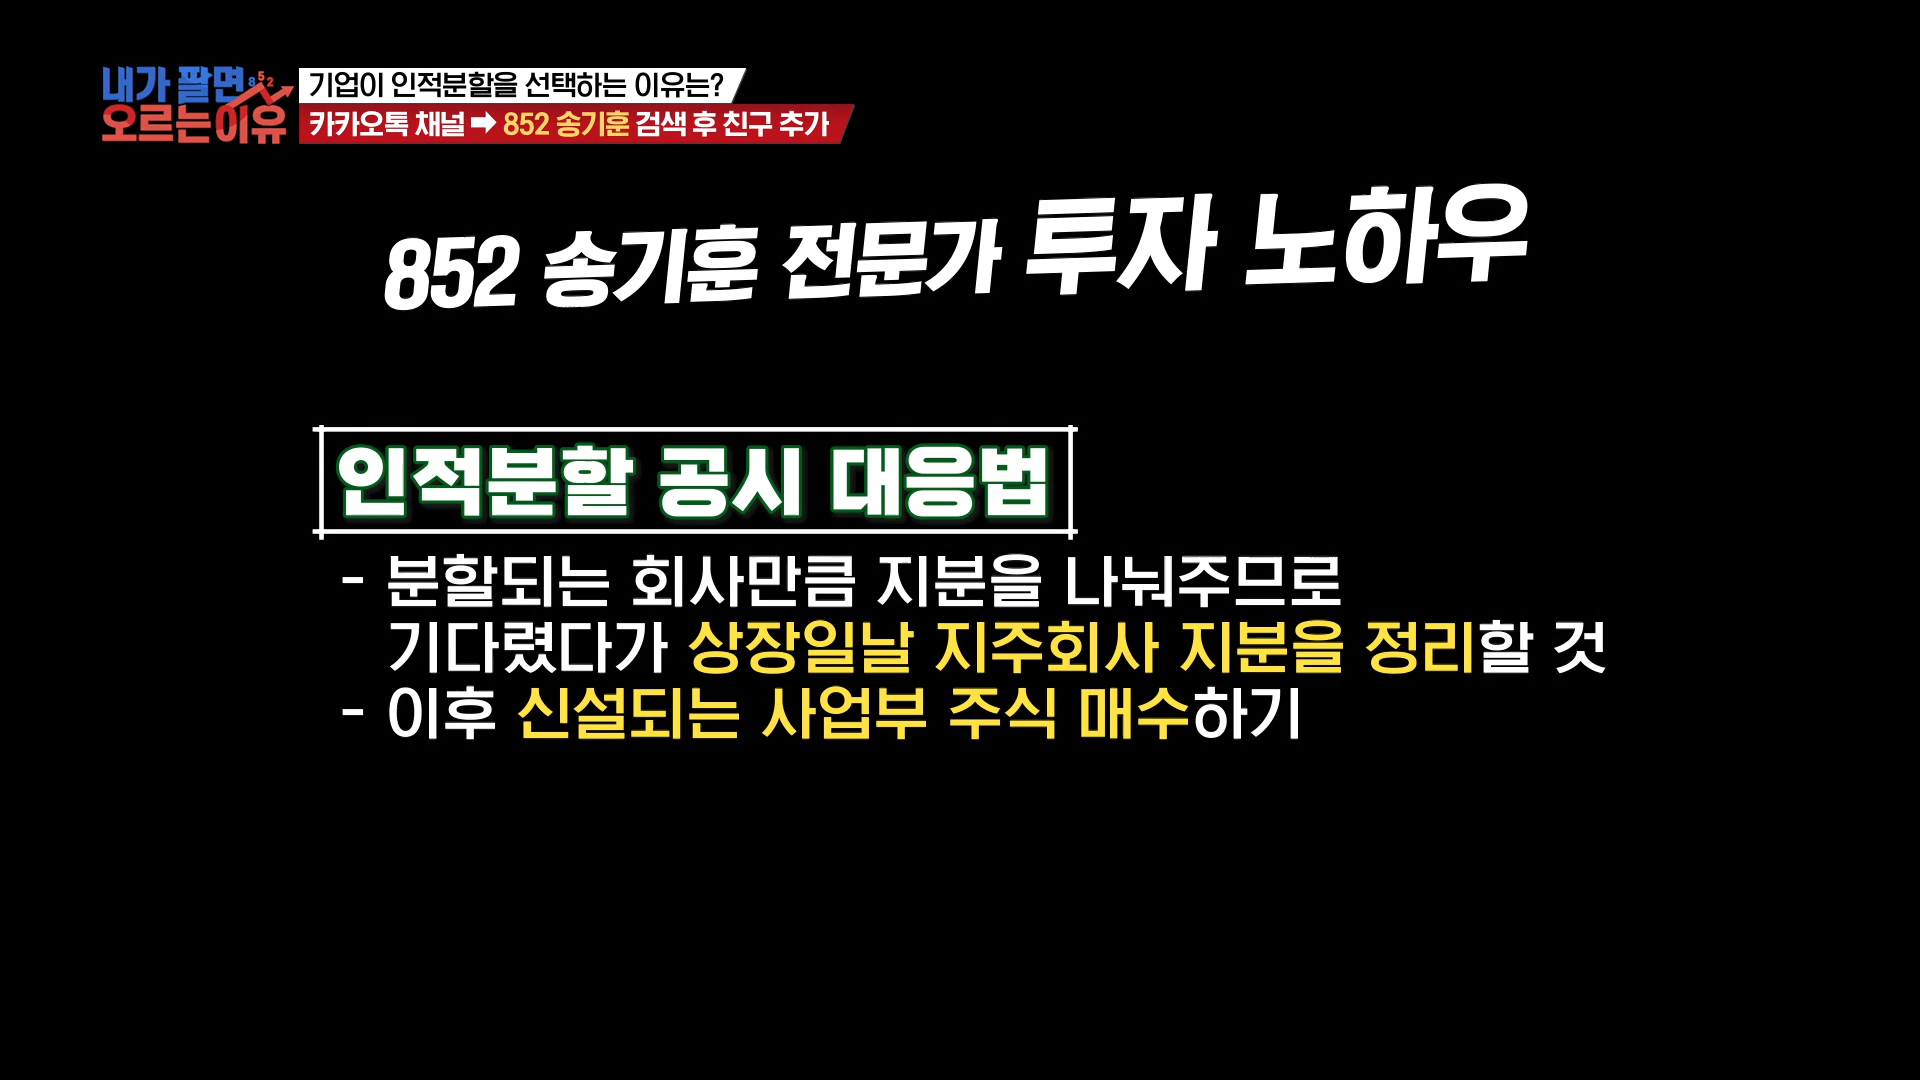 내가 팔면 852
오르는이유
기업이 인적분할을 선택하는 이유는?
카카오톡 채널 ➡ 852 송기훈 검색 후 친구 추가
852 송기훈 전문가 투자 노하우
인적분할 공시 대응법
- 분할되는 회사만큼 지분을 나눠주므로
기다렸다가 상장일날 지주회사 지분을 정리할 것
- 이후 신설되는 사업부 주식 매수하기